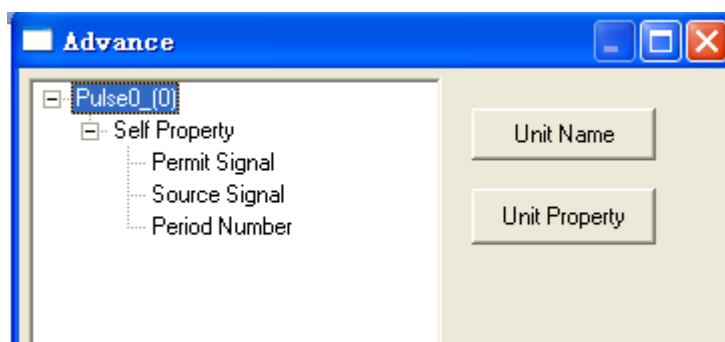 Advance
Pulse0_(0)
Self Property
Permit Signal
Source Signal
Period Number
Unit Name
Unit Property